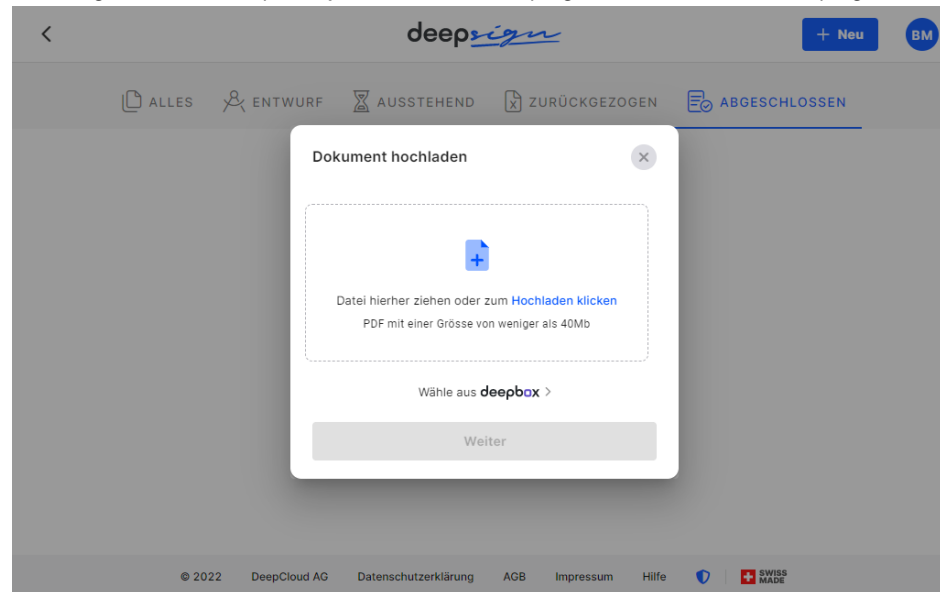 deepsign
+ Neu
BM
ALLES
ENTWURF
AUSSTEHEND
ZURÜCKGEZOGEN
ABGESCHLOSSEN
Dokument hochladen
Datei hierher ziehen oder zum Hochladen klicken
PDF mit einer Grösse von weniger als 40Mb
Wähle aus deepbox >
Weiter
© 2022 DeepCloud AG Datenschutzerklärung AGB Impressum Hilfe
SWISS
MADE